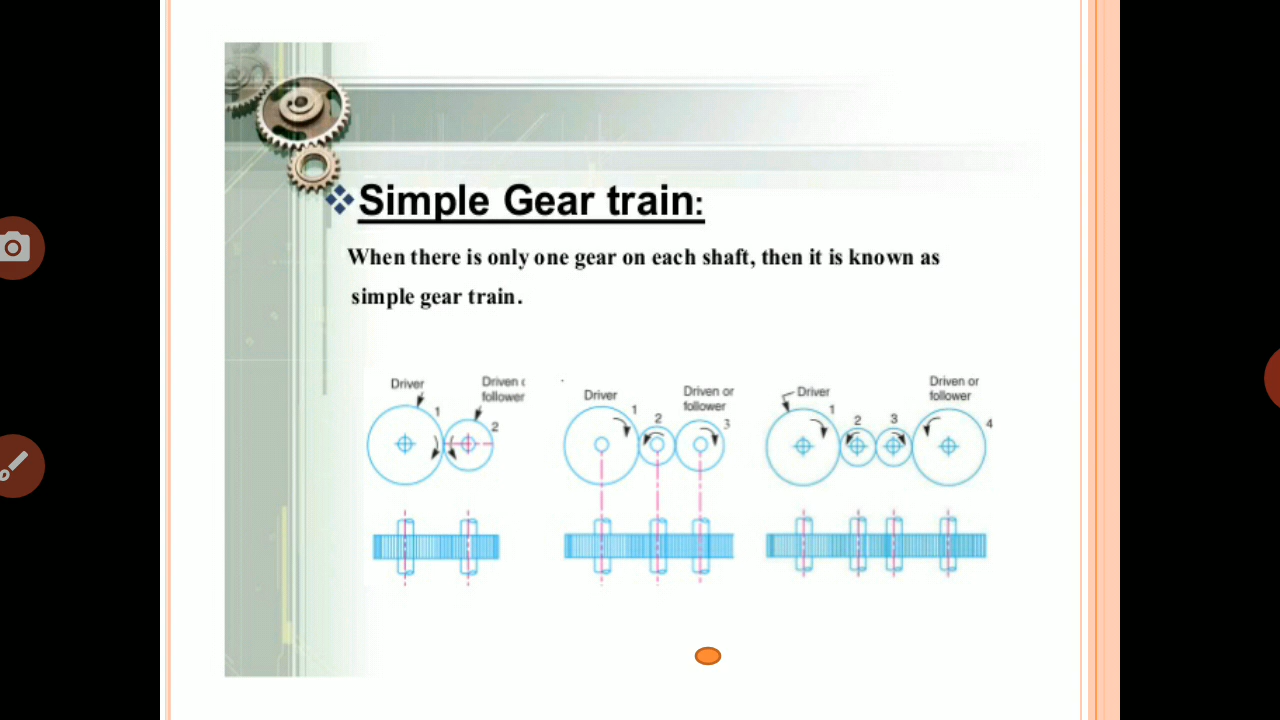 Simple Gear train:
When there is only one gear on each shaft, then it is known as
simple gear train.
Driver
Driven
follower
1
2
Driver
Driven or
follower
1
2
3
Driver
Driven or
follower
1
2
3
4